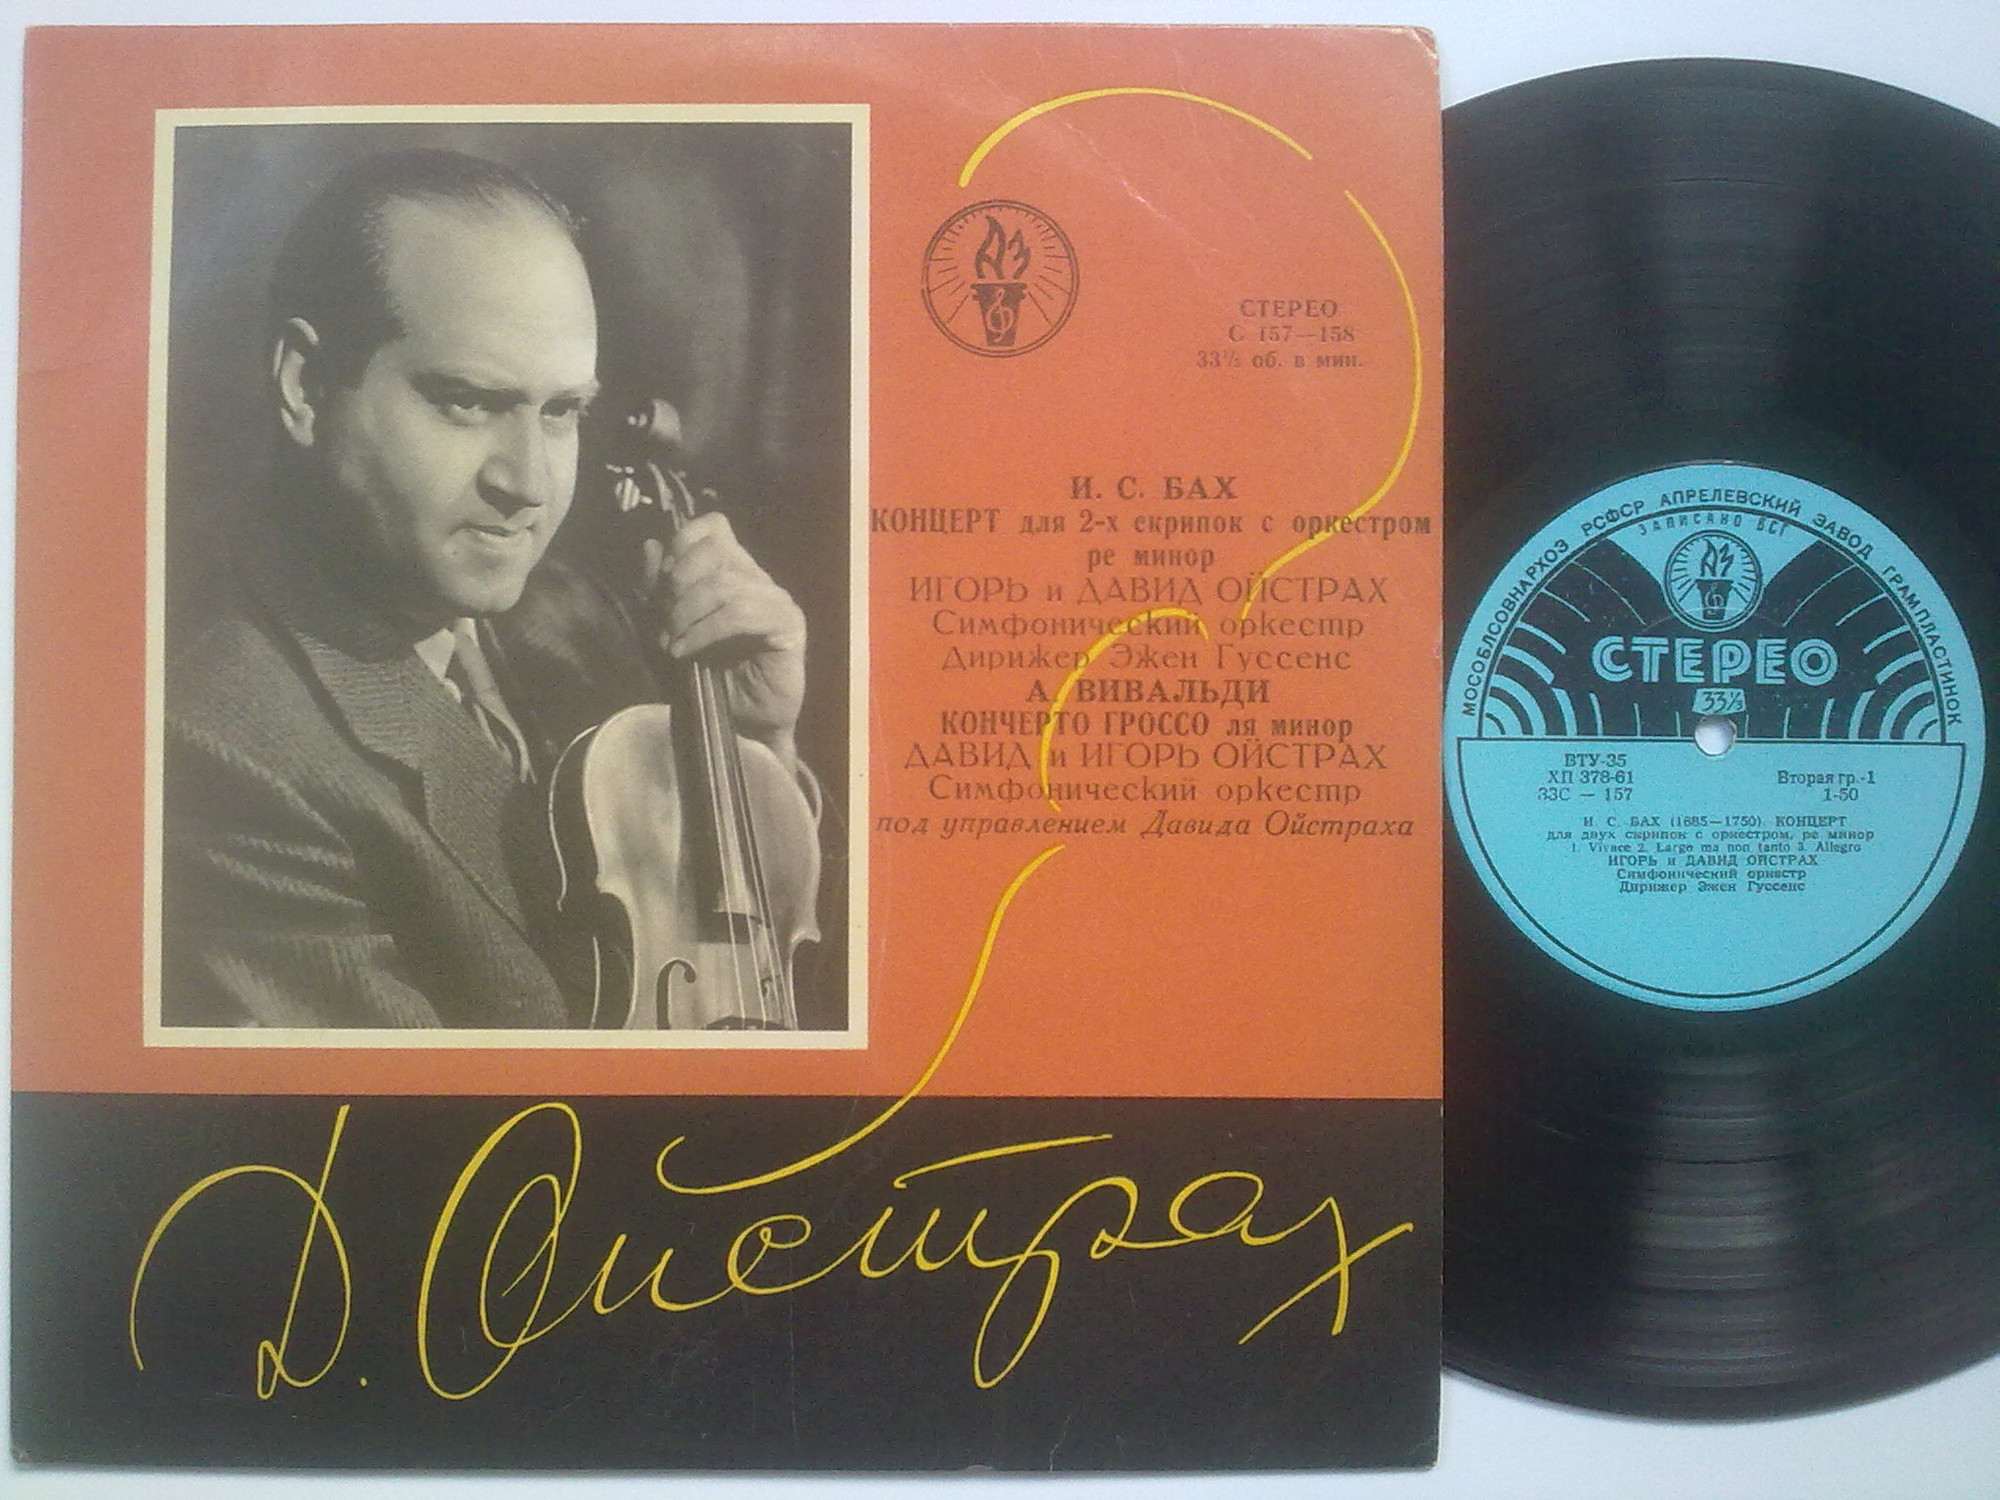 АЗ
СТЕРЕО
С 157—158
33⅓ об. в мин.
И. С. БАХ
КОНЦЕРТ для 2-х скрипок с оркестром
ре минор
ИГОРЬ и ДАВИД ОЙСТРАХ
Симфонический оркестр
Дирижер Эжен Гуссенс
А. ВИВАЛЬДИ
КОНЧЕРТО ГРОССО ля минор
ДАВИД и ИГОРЬ ОЙСТРАХ
Симфонический оркестр
под управлением Давида Ойстраха
Д. Ойстрах
МОСОБЛСОВНАРХОЗ РСФСР АПРЕЛЕВСКИЙ ЗАВОД ГРАМПЛАСТИНОК
ЗАПИСАНО ВСГ
АЗ
СТЕРЕО
33⅓
ВТУ-35
ХП 378-61 Вторая гр.-1
33С — 157 1-50
И. С. БАХ (1685—1750). КОНЦЕРТ
для двух скрипок с оркестром, ре минор
1. Vivace 2. Largo ma non tanto 3. Allegro
ИГОРЬ и ДАВИД ОЙСТРАХ
Симфонический оркестр
Дирижер Эжен Гуссенс